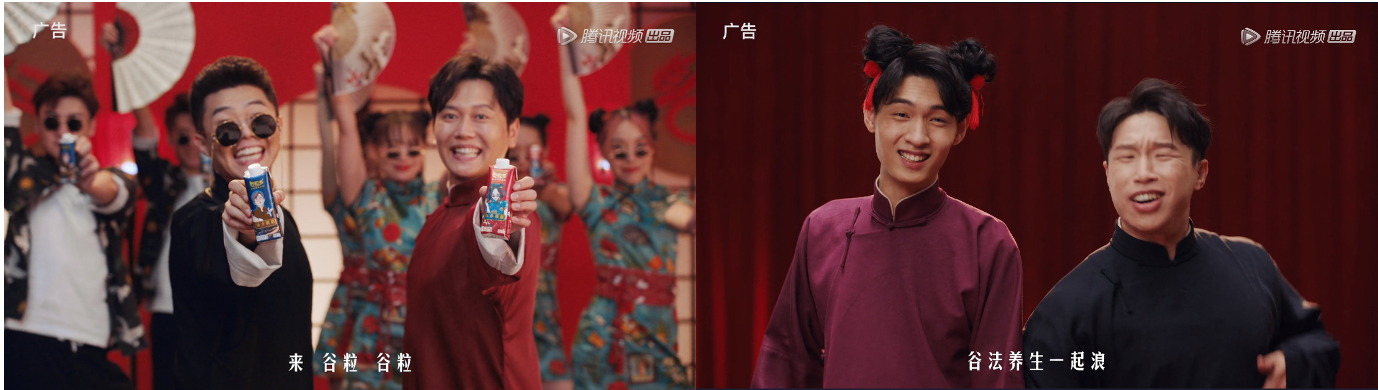 广告
腾讯视频 出品
来 谷粒 谷粒
广告
腾讯视频 出品
谷法养生一起浪